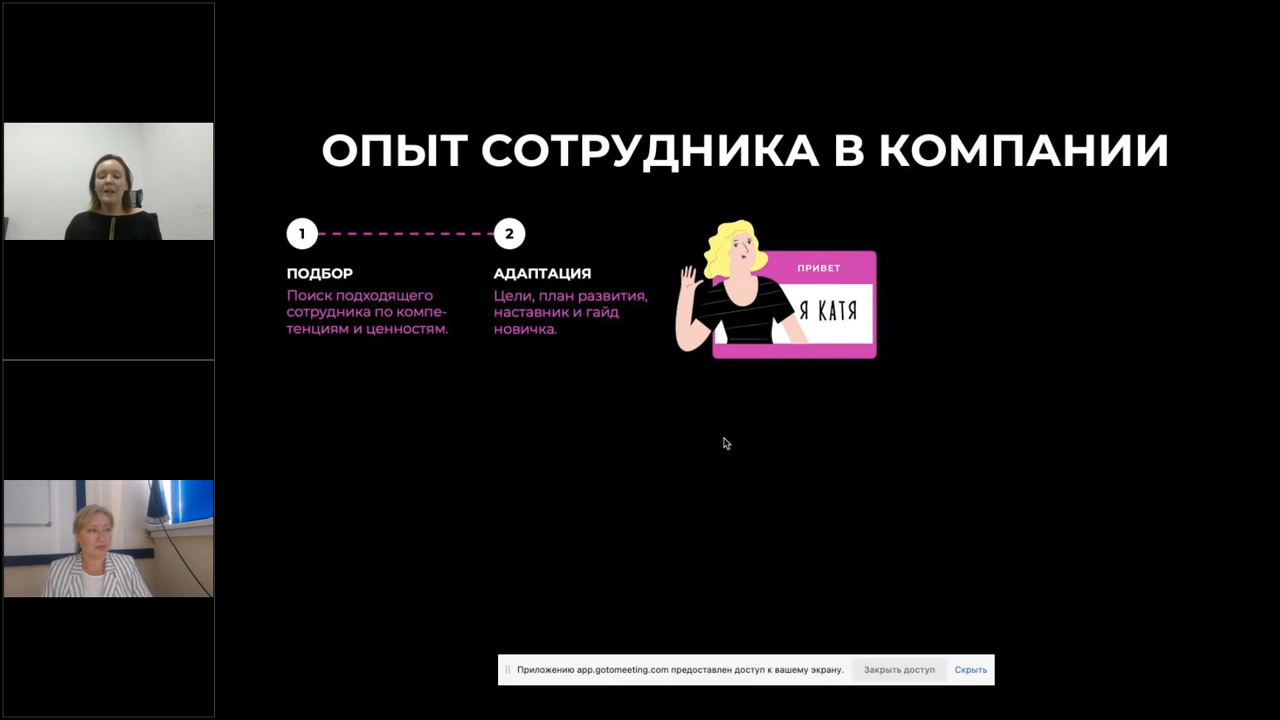 ОПЫТ СОТРУДНИКА В КОМПАНИИ
1
2
ПОДБОР
Поиск подходящего
сотрудника по компе-
тенциям и ценностям.
АДАПТАЦИЯ
Цели, план развития,
наставник и гайд
новичка.
ПРИВЕТ
Я КАТЯ
Приложению app.gotomeeting.com предоставлен доступ к вашему экрану.
Закрыть доступ
Скрыть